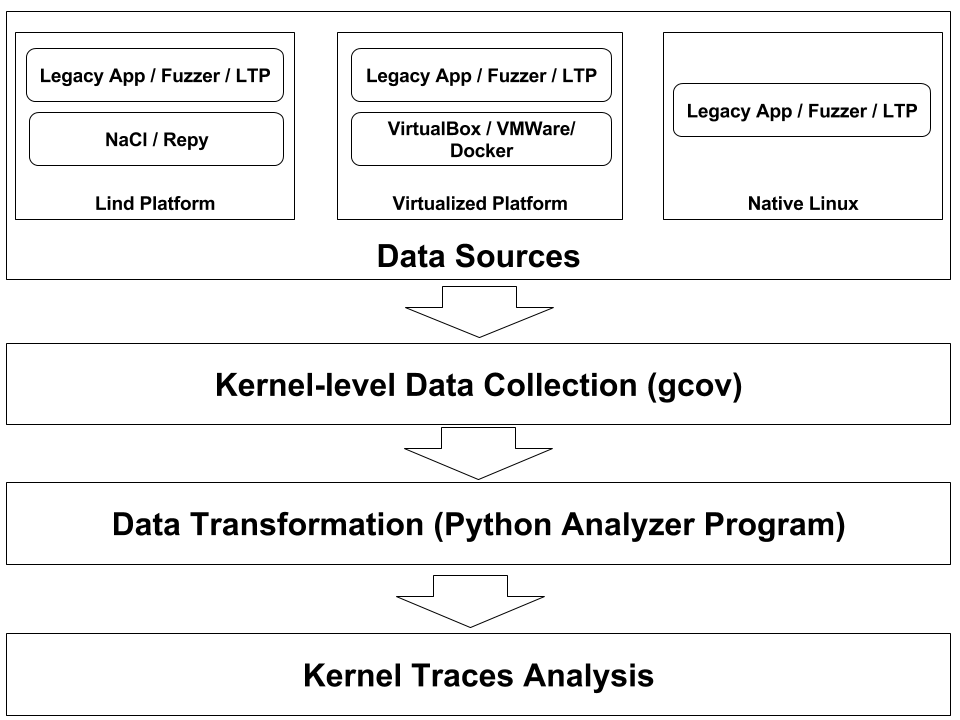 Legacy App / Fuzzer / LTP
NaCl / Repy
Lind Platform
Legacy App / Fuzzer / LTP
VirtualBox / VMWare/
Docker
Virtualized Platform
Legacy App / Fuzzer / LTP
Native Linux
Data Sources
Kernel-level Data Collection (gcov)
Data Transformation (Python Analyzer Program)
Kernel Traces Analysis